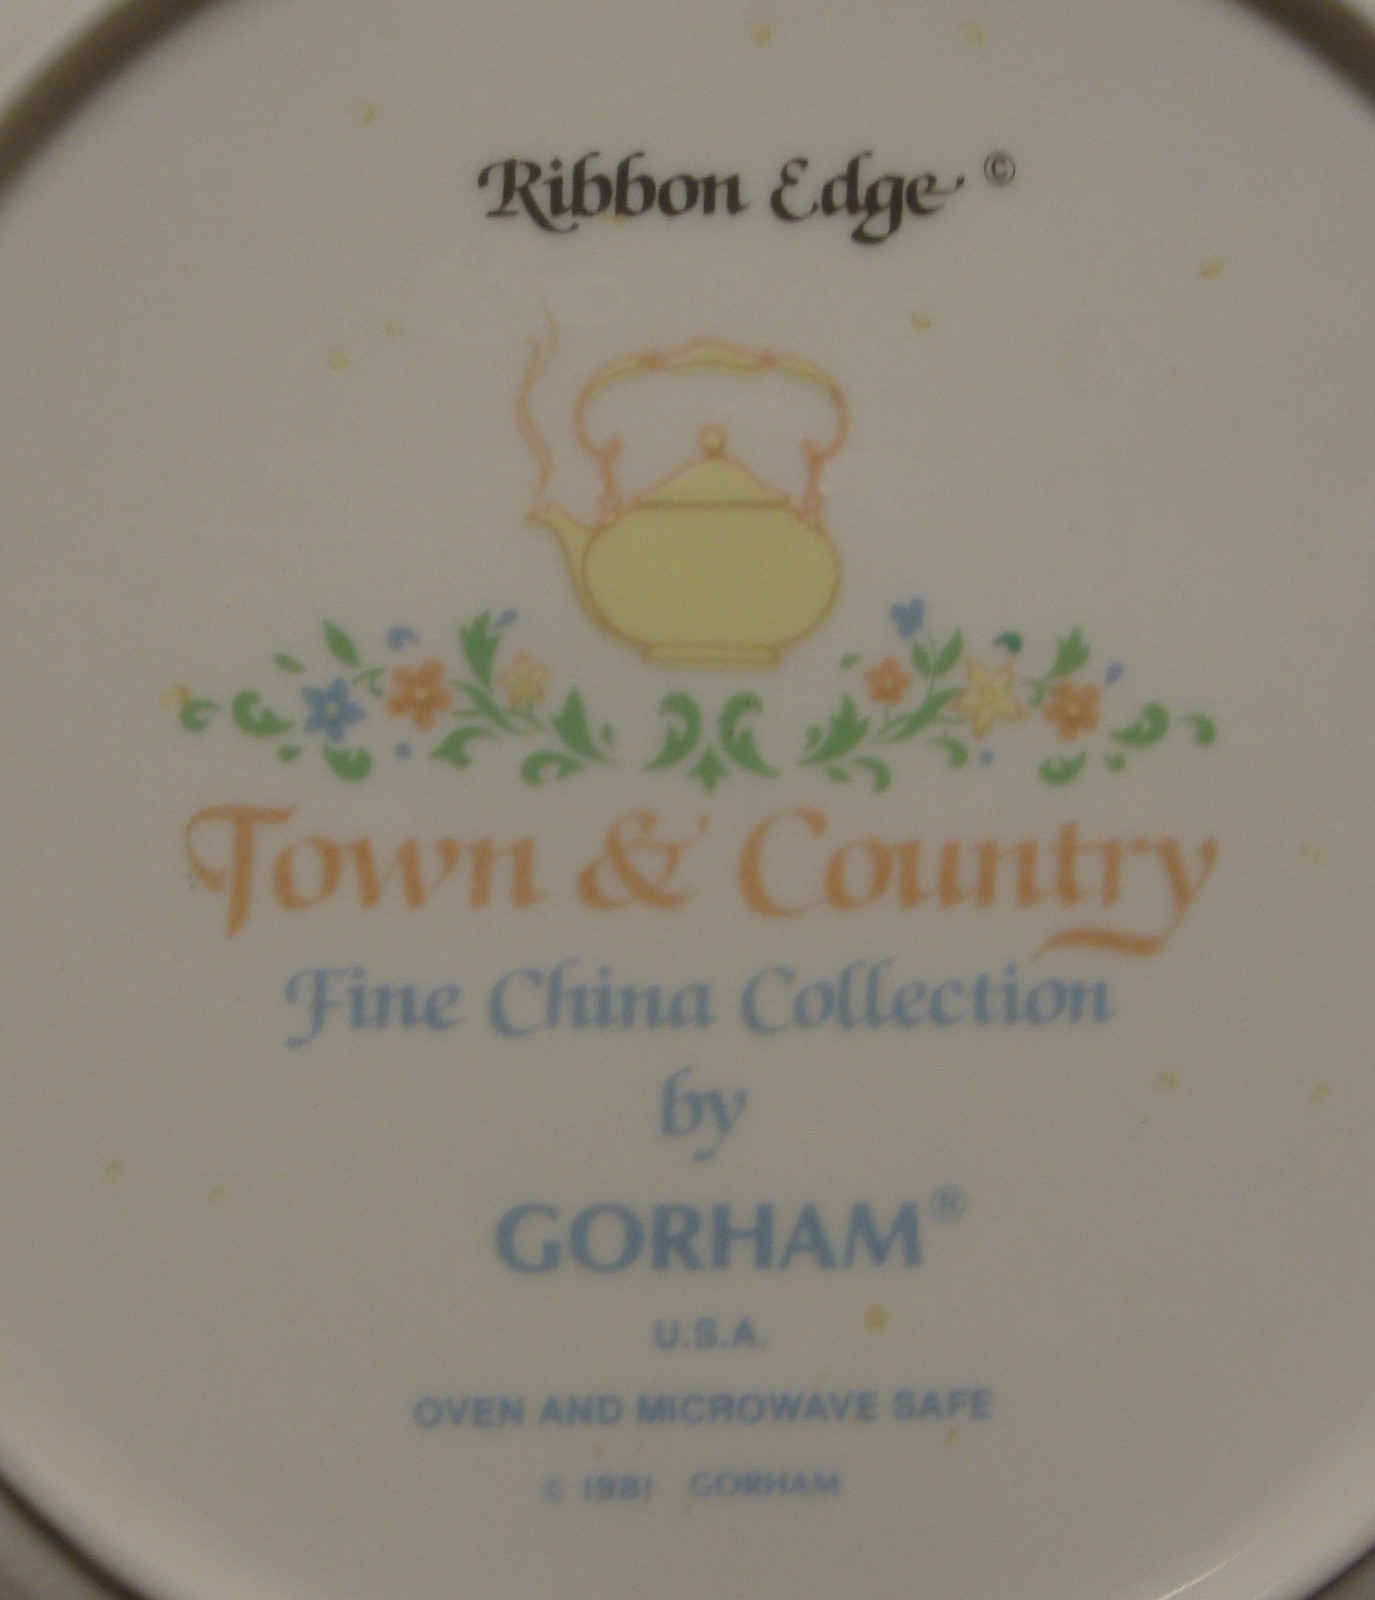 Ribbon Edge ©
Town & Country
Fine China Collection
by
GORHAM®
U.S.A.
OVEN AND MICROWAVE SAFE
© 1981 GORHAM